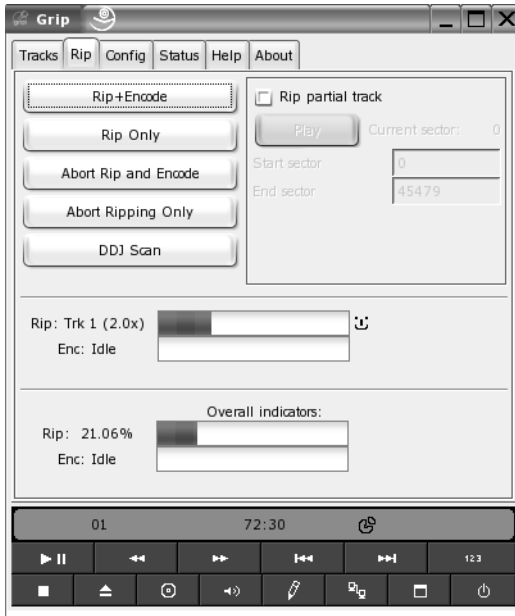 Grip
Tracks Rip Config Status Help About
Rip+Encode
Rip Only
Abort Rip and Encode
Abort Ripping Only
DDJ Scan
Rip partial track
Play Current sector: 0
Start sector 0
End sector 45479
Rip: Trk 1 (2.0x)
Enc: Idle
Overall indicators:
Rip: 21.06%
Enc: Idle
01 72:30
123